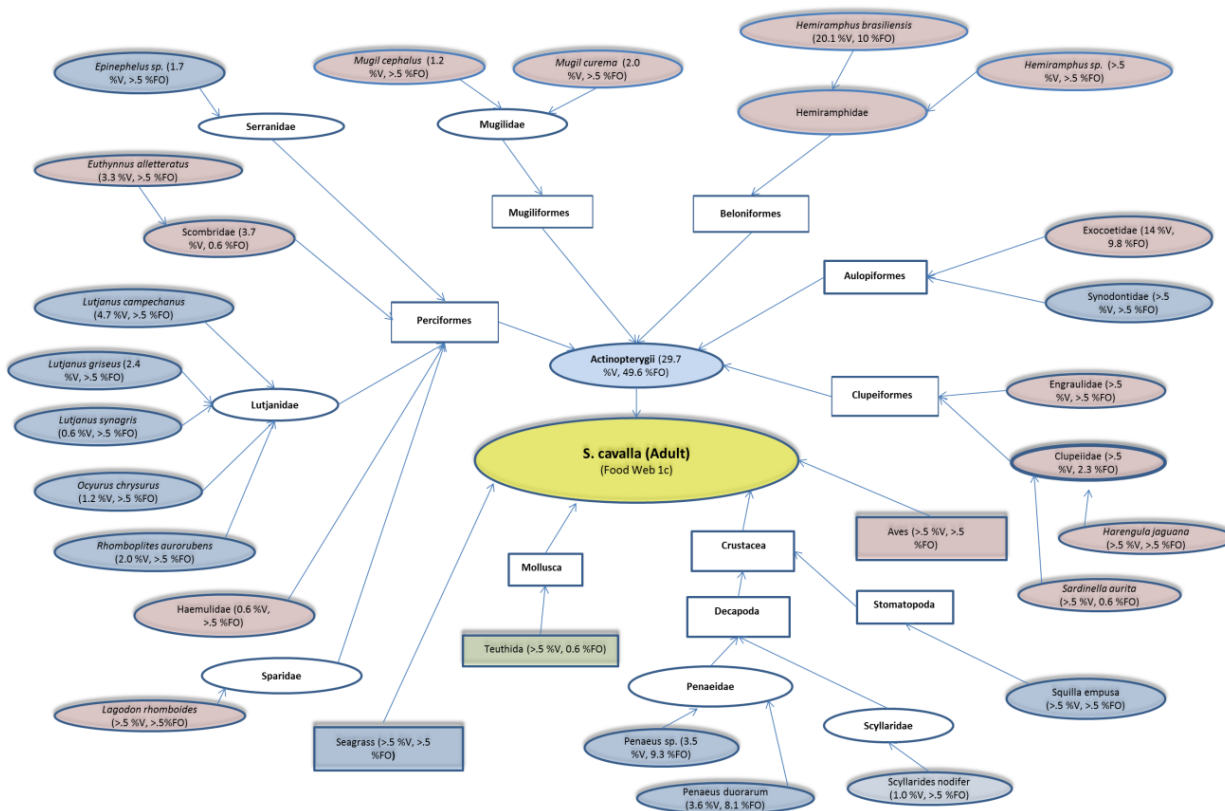 Hemiramphus brasiliensis
(20.1 %V, 10 %FO)
Epinephelus sp. (1.7
%V, >.5 %FO)
Mugil cephalus (1.2
%V, >.5 %FO)
Mugil curema (2.0
%V, >.5 %FO)
Hemiramphus sp. (>.5
%V, >.5 %FO)
Serranidae
Mugilidae
Hemiramphidae
Euthynnus alletteratus
(3.3 %V, >.5 %FO)
Mugiliformes
Beloniformes
Scombridae (3.7
%V, 0.6 %FO)
Exocoetidae (14 %V,
9.8 %FO)
Aulopiformes
Synodontidae (>.5
%V, >.5 %FO)
Lutjanus campechanus
(4.7 %V, >.5 %FO)
Perciformes
Actinopterygii (29.7
%V, 49.6 %FO)
Lutjanus griseus (2.4
%V, >.5 %FO)
Lutjanidae
Clupeiformes
Engraulidae (>.5
%V, >.5 %FO)
Lutjanus synagris
(0.6 %V, >.5 %FO)
S. cavalla (Adult)
(Food Web 1c)
Clupeiidae (>.5
%V, 2.3 %FO)
Ocyurus chrysurus
(1.2 %V, >.5 %FO)
Aves (>.5 %V, >.5
%FO)
Harengula jaguana
(>.5 %V, >.5 %FO)
Rhomboplites aurorubens
(2.0 %V, >.5 %FO)
Mollusca
Crustacea
Sardinella aurita
(>.5 %V, 0.6 %FO)
Haemulidae (0.6 %V,
>.5 %FO)
Decapoda
Stomatopoda
Teuthida (>.5 %V, 0.6 %FO)
Sparidae
Penaeidae
Squilla empusa
(>.5 %V, >.5 %FO)
Lagodon rhomboides
(>.5 %V, >.5%FO)
Scyllaridae
Seagrass (>.5 %V, >.5
%FO)
Penaeus sp. (3.5
%V, 9.3 %FO)
Penaeus duorarum
(3.6 %V, 8.1 %FO)
Scyllarides nodifer
(1.0 %V, >.5 %FO)